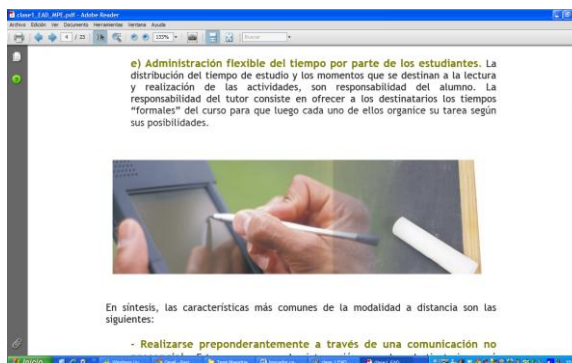 clase1_EAD_MPE.pdf - Adobe Reader
Archivo Edición Ver Documento Herramientas Ventana Ayuda
4 / 23 133% Buscar
e) Administración flexible del tiempo por parte de los estudiantes. La
distribución del tiempo de estudio y los momentos que se destinan a la lectura
y realización de las actividades, son responsabilidad del alumno. La
responsabilidad del tutor consiste en ofrecer a los destinatarios los tiempos
“formales” del curso para que luego cada uno de ellos organice su tarea según
sus posibilidades.
En síntesis, las características más comunes de la modalidad a distancia son las
siguientes:
- Realizarse preponderantemente a través de una comunicación no
Inicio